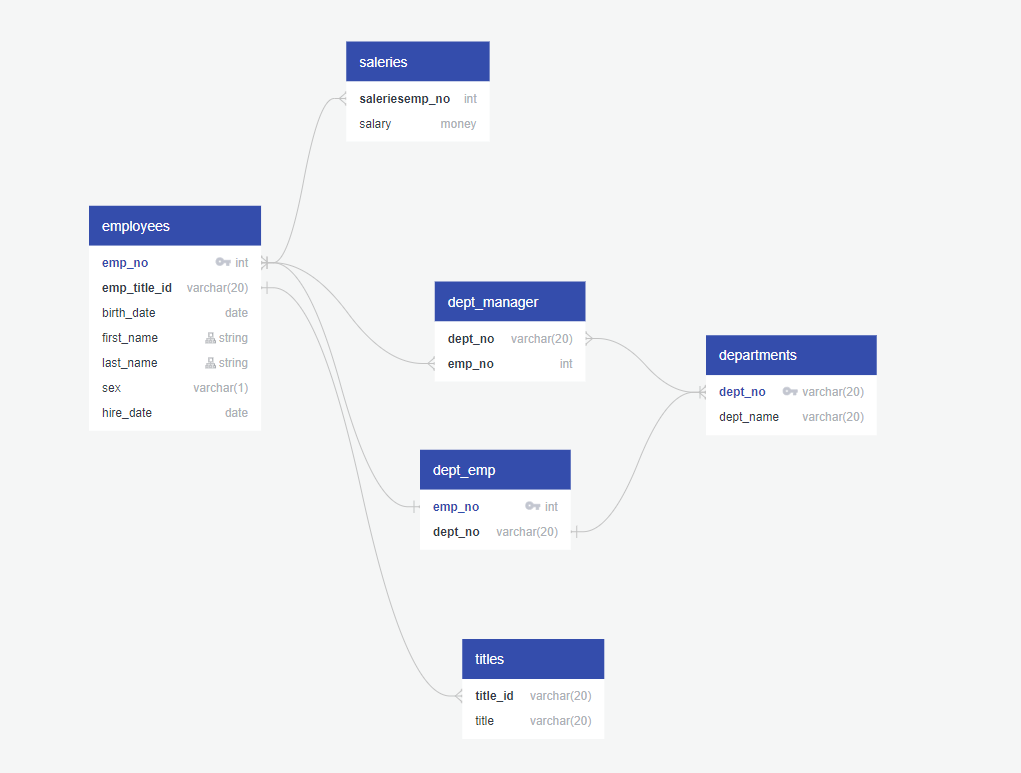 saleries
saleriesemp_no int
salary money
employees
emp_no int
emp_title_id varchar(20)
birth_date date
first_name string
last_name string
sex varchar(1)
hire_date date
dept_manager
dept_no varchar(20)
emp_no int
departments
dept_no varchar(20)
dept_name varchar(20)
dept_emp
emp_no int
dept_no varchar(20)
titles
title_id varchar(20)
title varchar(20)